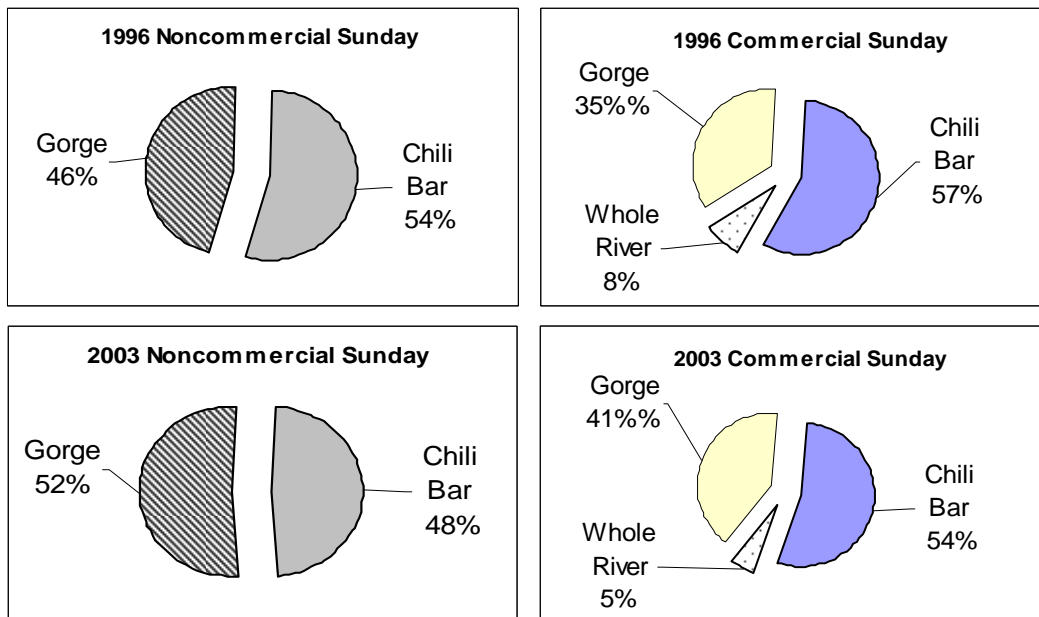 1996 Noncommercial Sunday
Gorge
46%
Chili
Bar
54%
1996 Commercial Sunday
Gorge
35%%
Chili
Bar
57%
Whole
River
8%
2003 Noncommercial Sunday
Gorge
52%
Chili
Bar
48%
2003 Commercial Sunday
Gorge
41%%
Chili
Bar
54%
Whole
River
5%